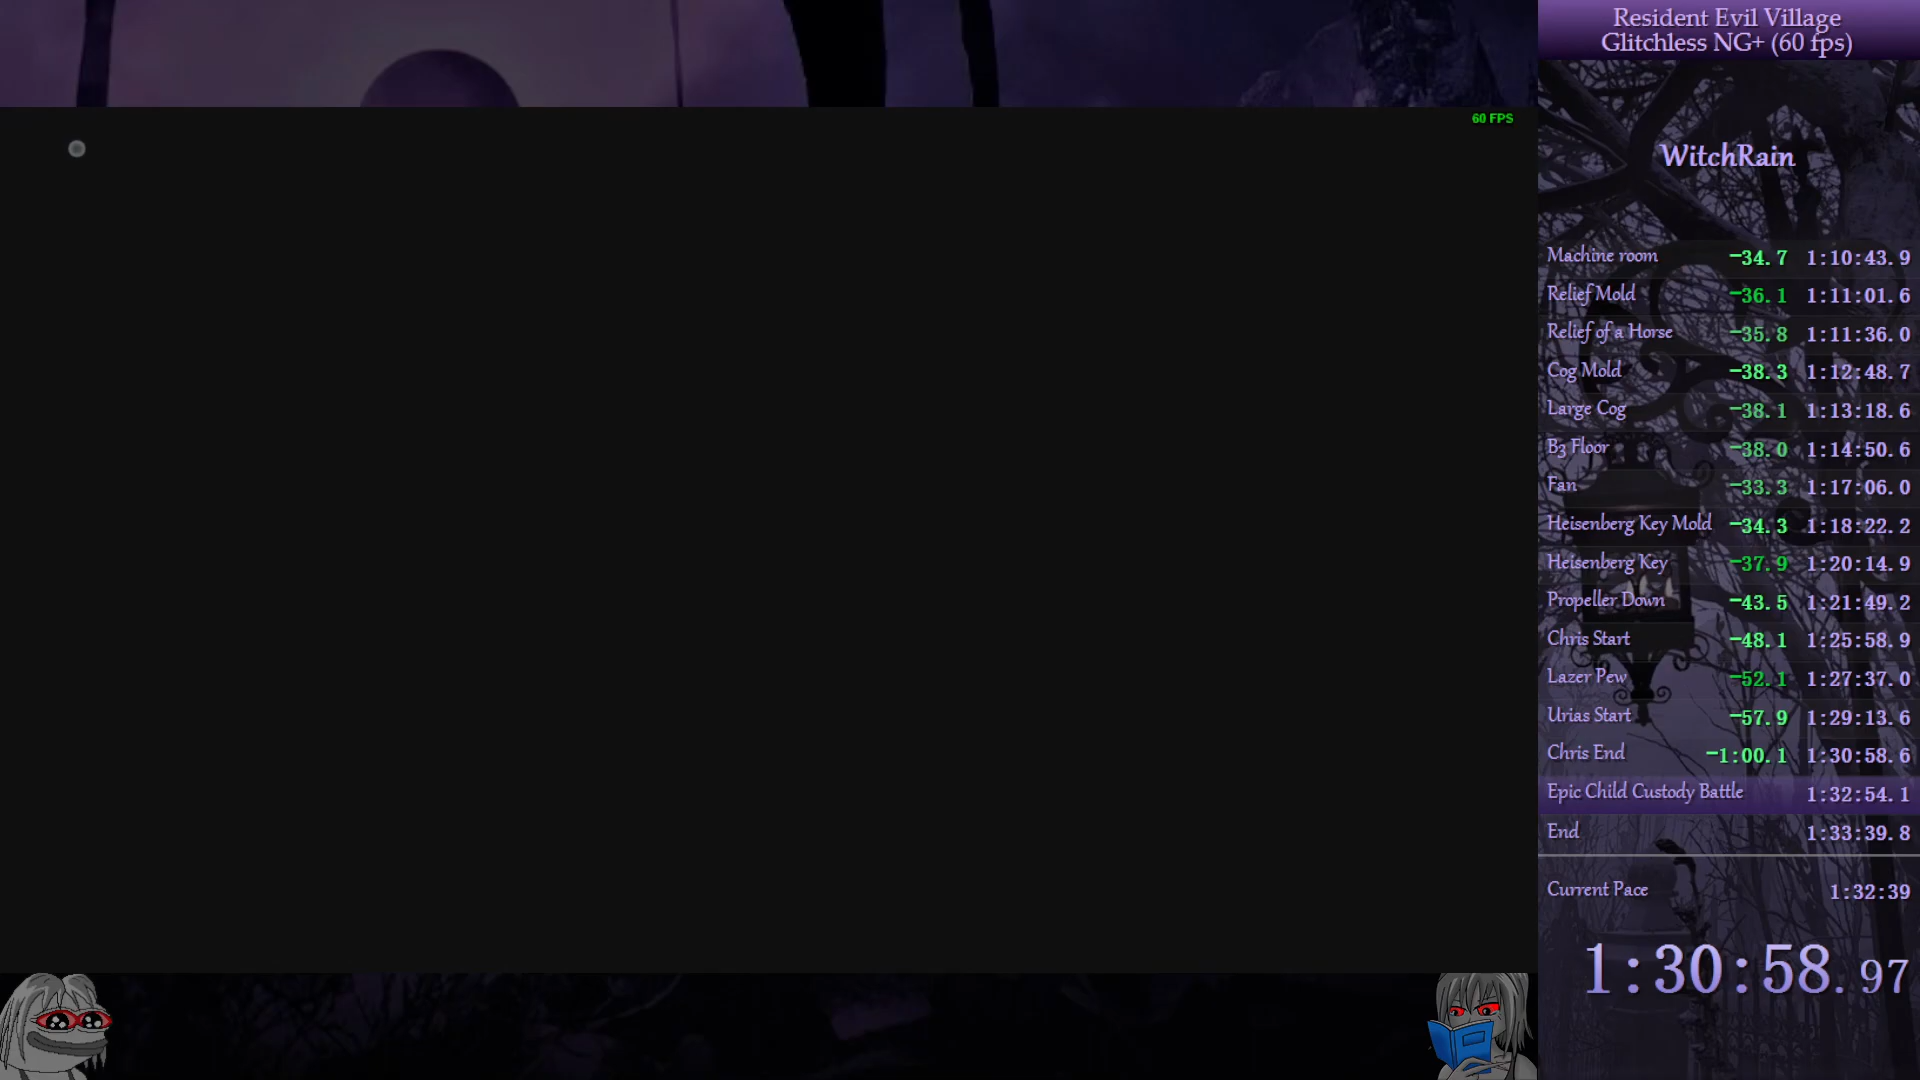 Resident Evil Village
Glitchless NG+ (60 fps)
60 FPS
WitchRain
Machine room -34.7 1:10:43.9
Relief Mold -36.1 1:11:01.6
Relief of a Horse -35.8 1:11:36.0
Cog Mold -38.3 1:12:48.7
Large Cog -38.1 1:13:18.6
B3 Floor -38.0 1:14:50.6
Fan -33.3 1:17:06.0
Heisenberg Key Mold -34.3 1:18:22.2
Heisenberg Key -37.9 1:20:14.9
Propeller Down -43.5 1:21:49.2
Chris Start -48.1 1:25:58.9
Lazer Pew -52.1 1:27:37.0
Urias Start -57.9 1:29:13.6
Chris End -1:00.1 1:30:58.6
Epic Child Custody Battle 1:32:54.1
End 1:33:39.8
Current Pace 1:32:39
1:30:58.97